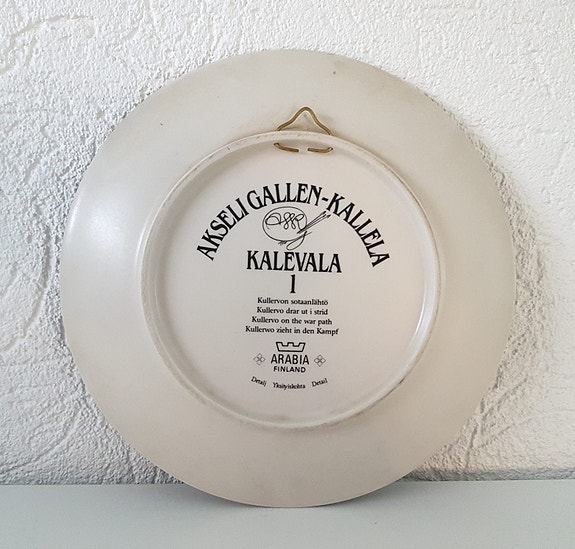 AKSELI GALLEN-KALLELA
KALEVALA
1
Kullervon sotaanlähtö
Kullervo drar ut i strid
Kullervo on the war path
Kullerwo zieht in den Kampf
ARABIA
FINLAND
Detalj Yksityiskohta Detail